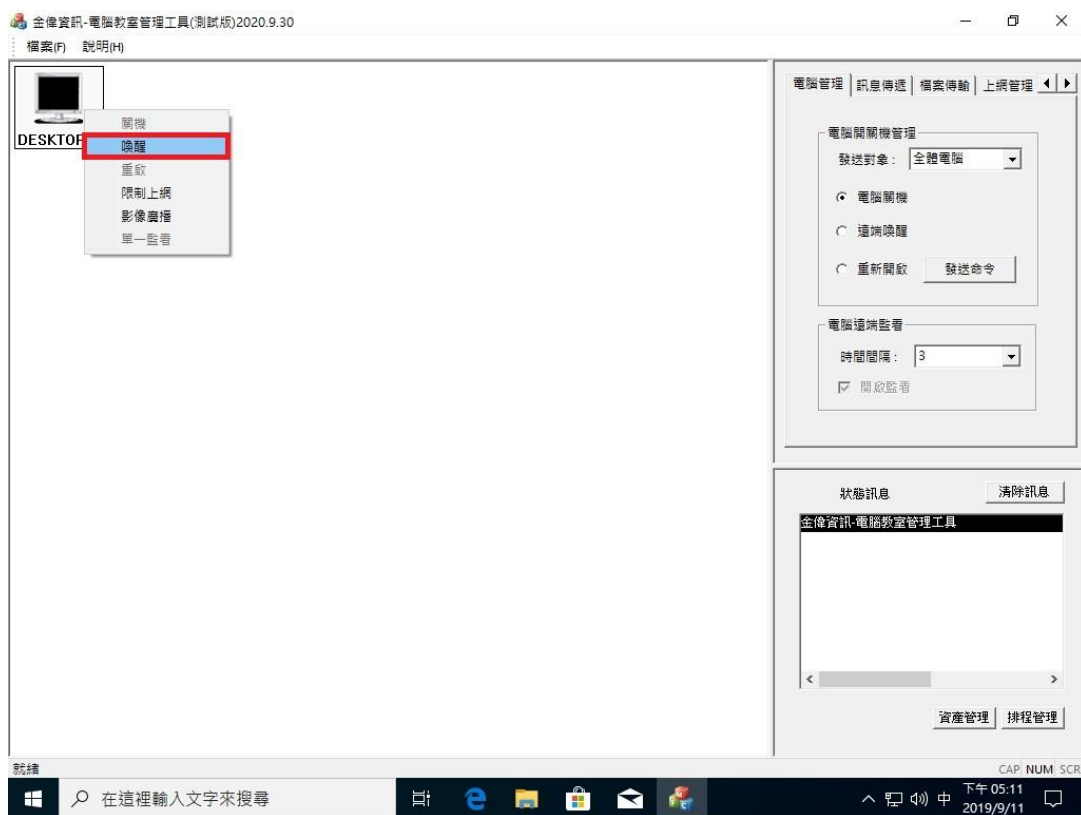 金偉資訊-電腦教室管理工具(測試版)2020.9.30
檔案(F) 說明(H)
DESKTOP
關機
喚醒
重啟
限制上網
影像廣播
單一監看
電腦管理 訊息傳遞 檔案傳輸 上網管理
電腦開關機管理
發送對象: 全體電腦
電腦關機
遠端喚醒
重新開啟 發送命令
電腦遠端監看
時間間隔: 3
開啟監看
狀態訊息 清除訊息
金偉資訊-電腦教室管理工具
資產管理 排程管理
就緒 CAP NUM SCR
在這裡輸入文字來搜尋
中 下午 05:11
2019/9/11